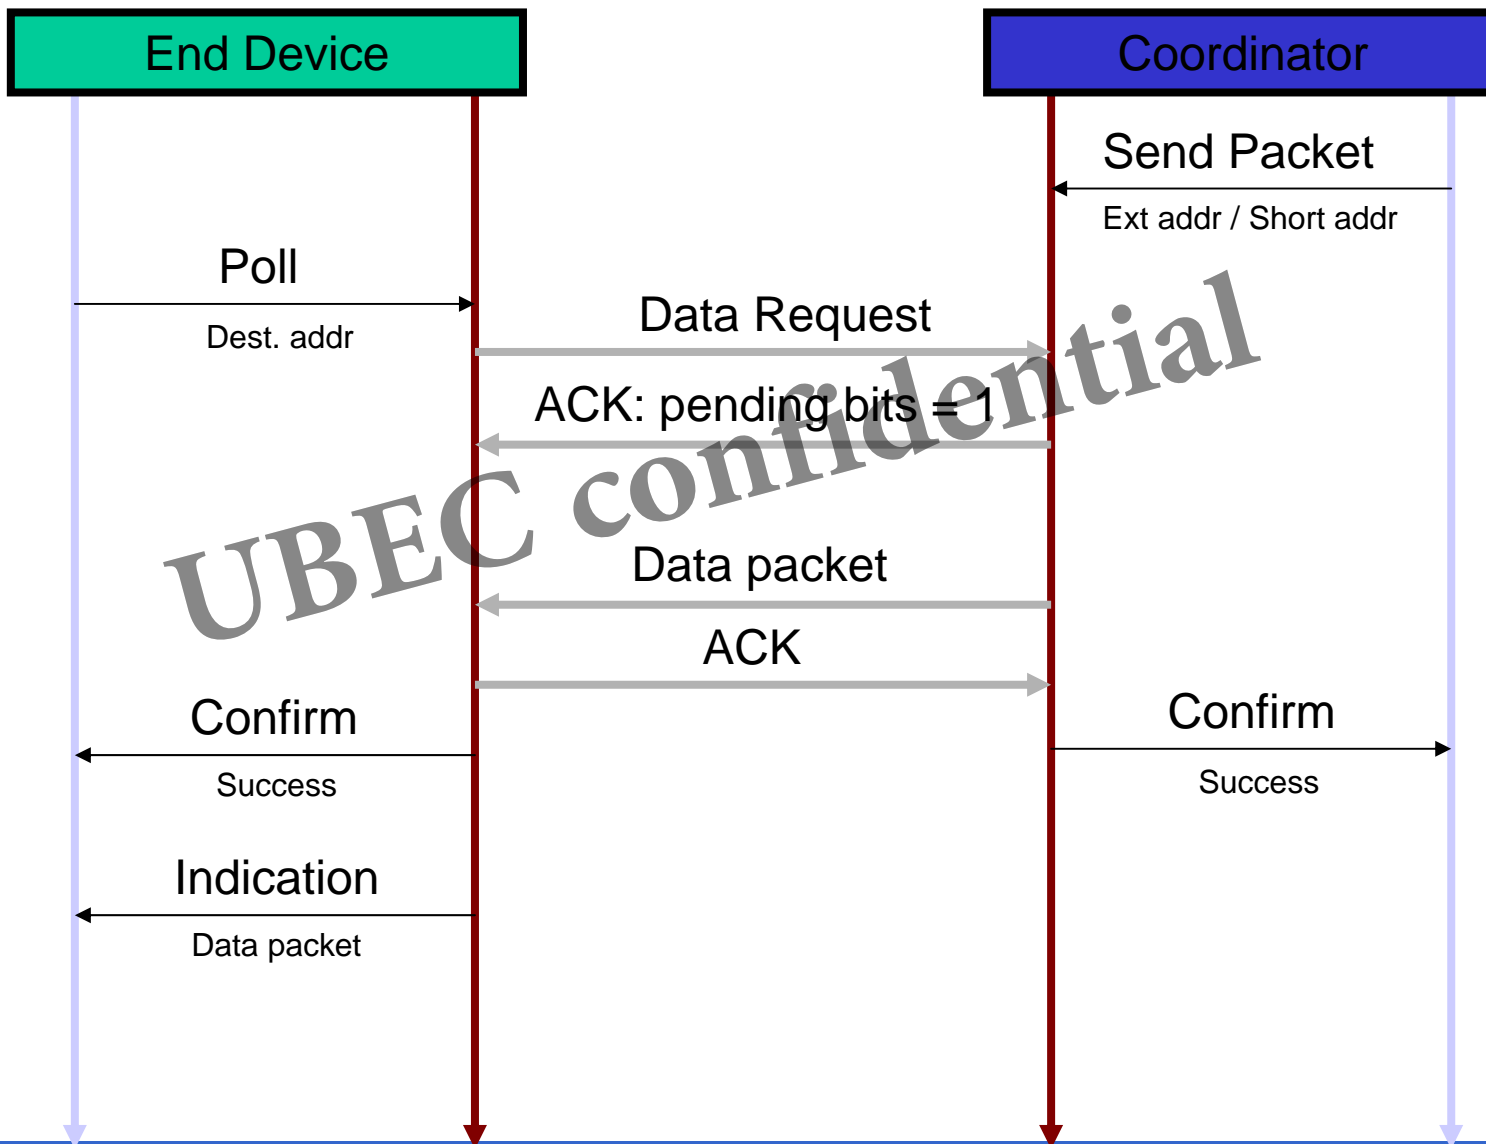 End Device
Coordinator
Send Packet
Ext addr / Short addr
Poll
Dest. addr
Data Request
ACK: pending bits = 1
UBEC confidential
Data packet
ACK
Confirm
Success
Confirm
Success
Indication
Data packet